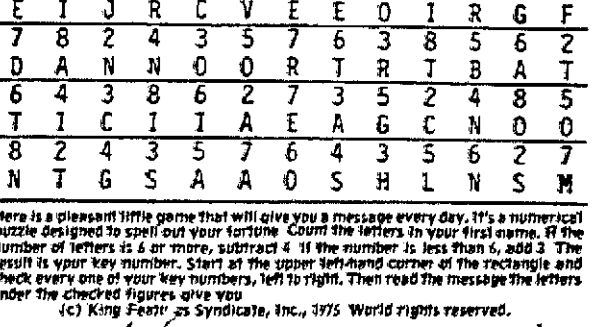 E I J R C V E E O I R G F
7 8 2 4 3 5 7 6 3 8 5 6 2
D A N N O O R T R T B A T
6 4 3 8 6 2 7 3 5 2 4 8 5
T I C I I A E A G C N O O
8 2 4 3 5 7 6 4 3 5 6 2 7
N T G S A A O S H L N S M
Here is a pleasant little game that will give you a message every day. It's a numerical
puzzle designed to spell out your fortune Count the letters in your first name. If the
number of letters is 6 or more, subtract 4 If the number is less than 6, add 3 The
result is your key number. Start at the upper left-hand corner of the rectangle and
check every one of your key numbers, left to right. Then read the message the letters
under the checked figures give you
(c) King Features Syndicate, Inc., 1975 World rights reserved.